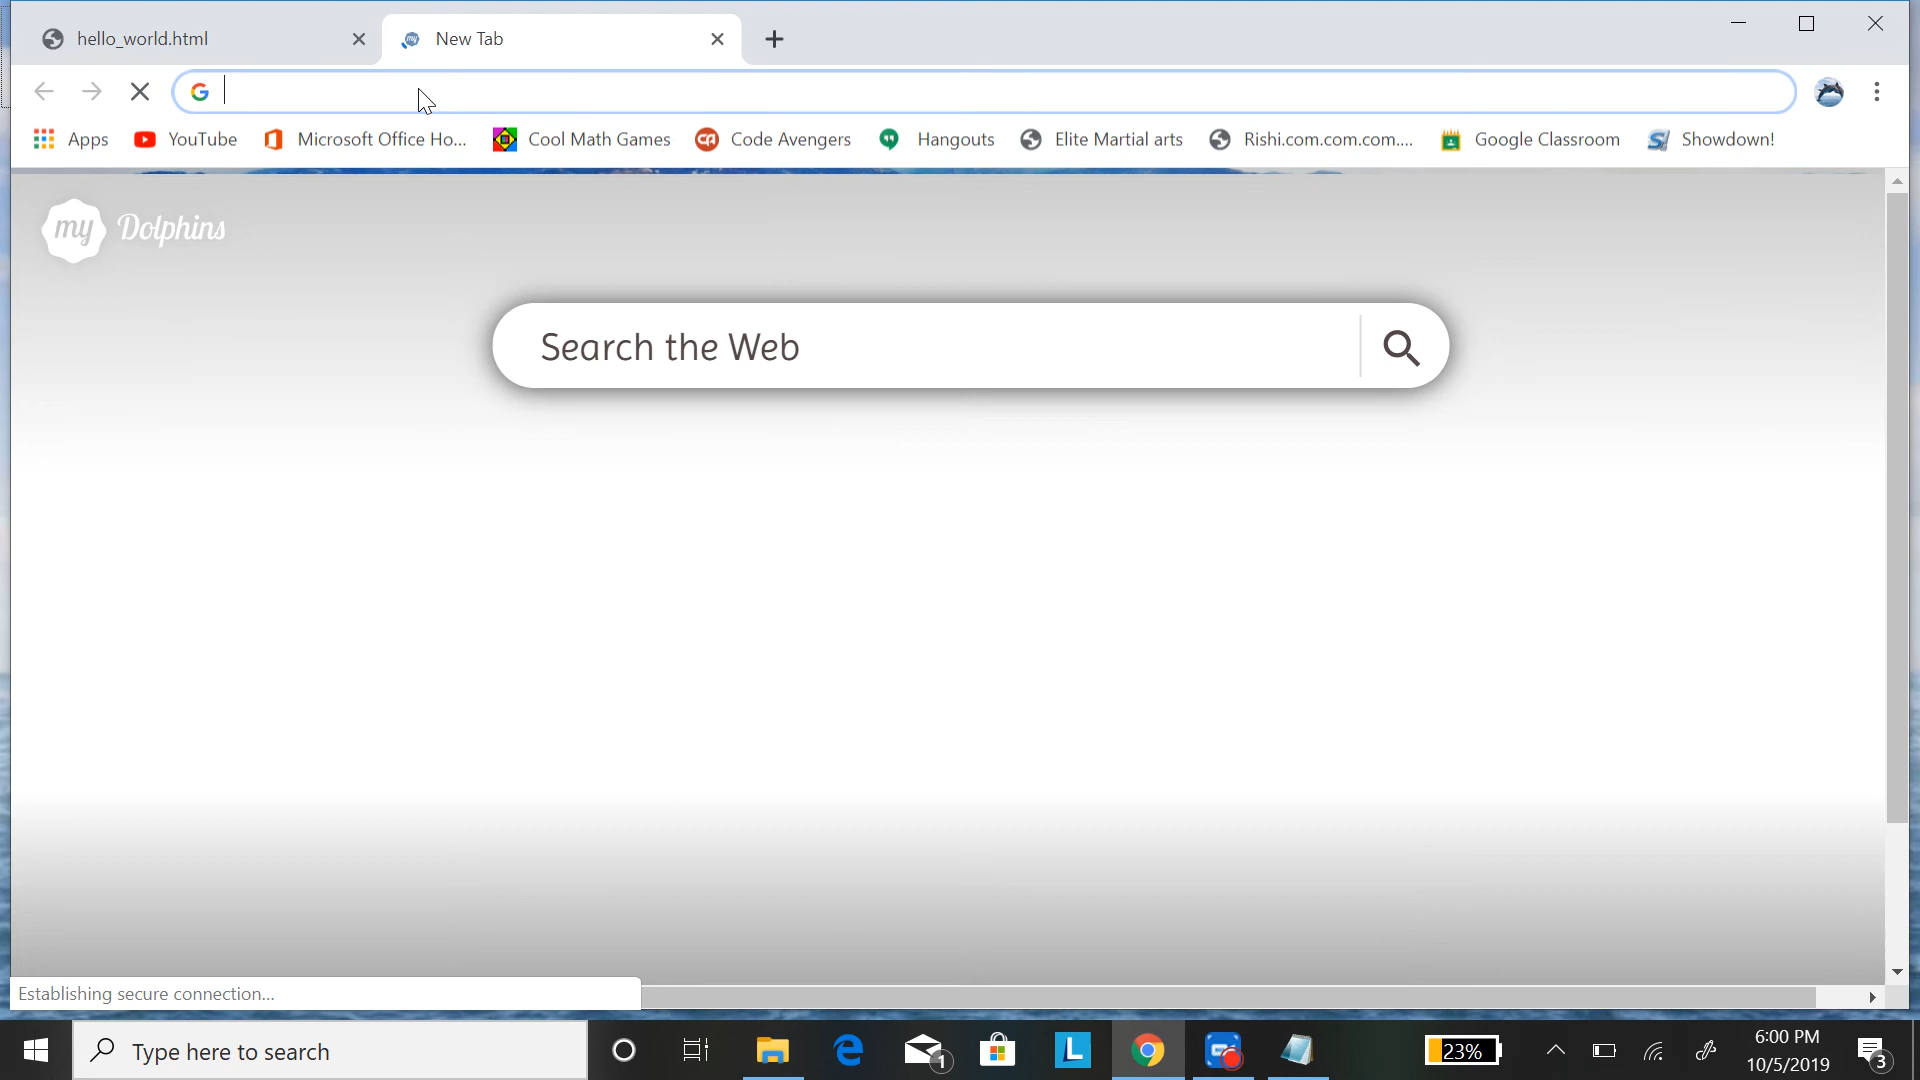 hello_world.html New Tab
Apps YouTube Microsoft Office Ho... Cool Math Games Code Avengers Hangouts Elite Martial arts Rishi.com.com.com.... Google Classroom Showdown!
my Dolphins
Search the Web
Establishing secure connection...
Type here to search 1 L 23% 6:00 PM
10/5/2019 3